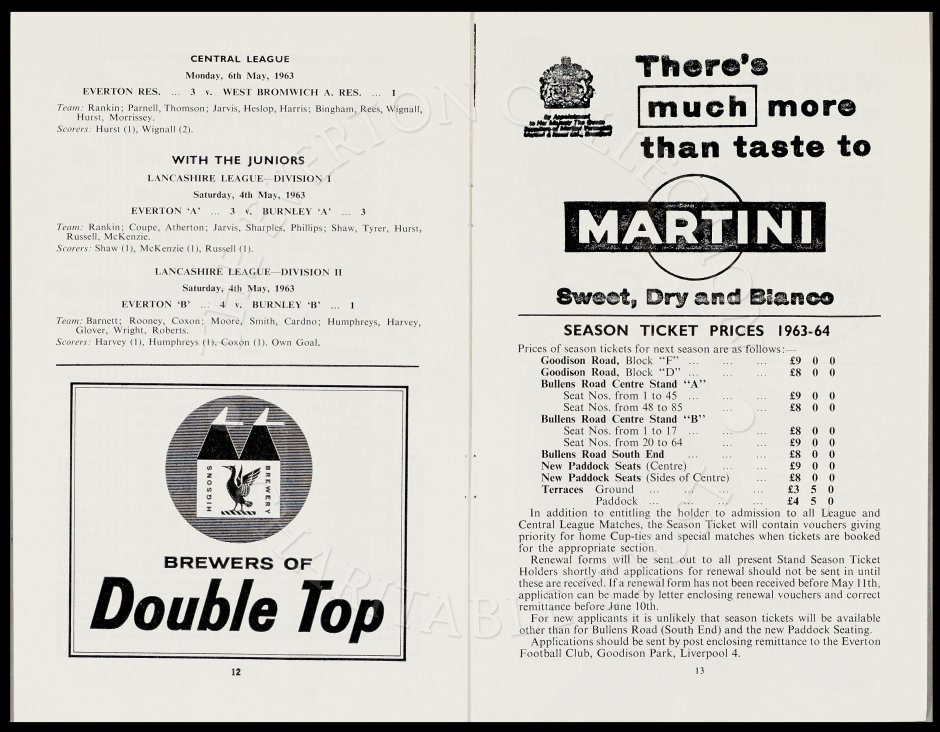 CENTRAL LEAGUE
Monday, 6th May, 1963
EVERTON RES. ... 3 v. WEST BROMWICH A. RES. ... 1
Team: Rankin; Parnell, Thomson; Jarvis, Heslop, Harris; Bingham, Rees, Wignall,
Hurst, Morrissey.
Scorers: Hurst (1), Wignall (2).
WITH THE JUNIORS
LANCASHIRE LEAGUE—DIVISION I
Saturday, 4th May, 1963
EVERTON 'A' ... 3 v. BURNLEY 'A' ... 3
Team: Rankin; Coupe, Atherton; Jarvis, Sharples, Phillips; Shaw, Tyrer, Hurst,
Russell, McKenzie.
Scorers: Shaw (1), McKenzie (1), Russell (1).
LANCASHIRE LEAGUE—DIVISION II
Saturday, 4th May, 1963
EVERTON 'B' ... 4 v. BURNLEY 'B' ... 1
Team: Barnett; Rooney, Coxon; Moore, Smith, Cardno; Humphreys, Harvey,
Glover, Wright, Roberts.
Scorers: Harvey (1), Humphreys (1), Coxon (1). Own Goal.
HIGSONS BREWERY
BREWERS OF
Double Top
12
By Appointment
to Her Majesty The Queen
There's
much more
than taste to
MARTINI
Sweet, Dry and Bianco
SEASON TICKET PRICES 1963-64
Prices of season tickets for next season are as follows:—
Goodison Road, Block "F" ... ... ... £9 0 0
Goodison Road, Block "D" ... ... ... £8 0 0
Bullens Road Centre Stand "A"
Seat Nos. from 1 to 45 ... ... ... £9 0 0
Seat Nos. from 48 to 85 ... ... £8 0 0
Bullens Road Centre Stand "B"
Seat Nos. from 1 to 17 ... ... ... £8 0 0
Seat Nos. from 20 to 64 ... ... £9 0 0
Bullens Road South End ... ... ... £8 0 0
New Paddock Seats (Centre) ... ... £9 0 0
New Paddock Seats (Sides of Centre) ... £8 0 0
Terraces Ground ... ... ... ... £3 5 0
Paddock ... ... ... ... £4 5 0
In addition to entitling the holder to admission to all League and
Central League Matches, the Season Ticket will contain vouchers giving
priority for home Cup-ties and special matches when tickets are booked
for the appropriate section.
Renewal forms will be sent out to all present Stand Season Ticket
Holders shortly and applications for renewal should not be sent in until
these are received. If a renewal form has not been received before May 11th,
application can be made by letter enclosing renewal vouchers and correct
remittance before June 10th.
For new applicants it is unlikely that season tickets will be available
other than for Bullens Road (South End) and the new Paddock Seating.
Applications should be sent by post enclosing remittance to the Everton
Football Club, Goodison Park, Liverpool 4.
13